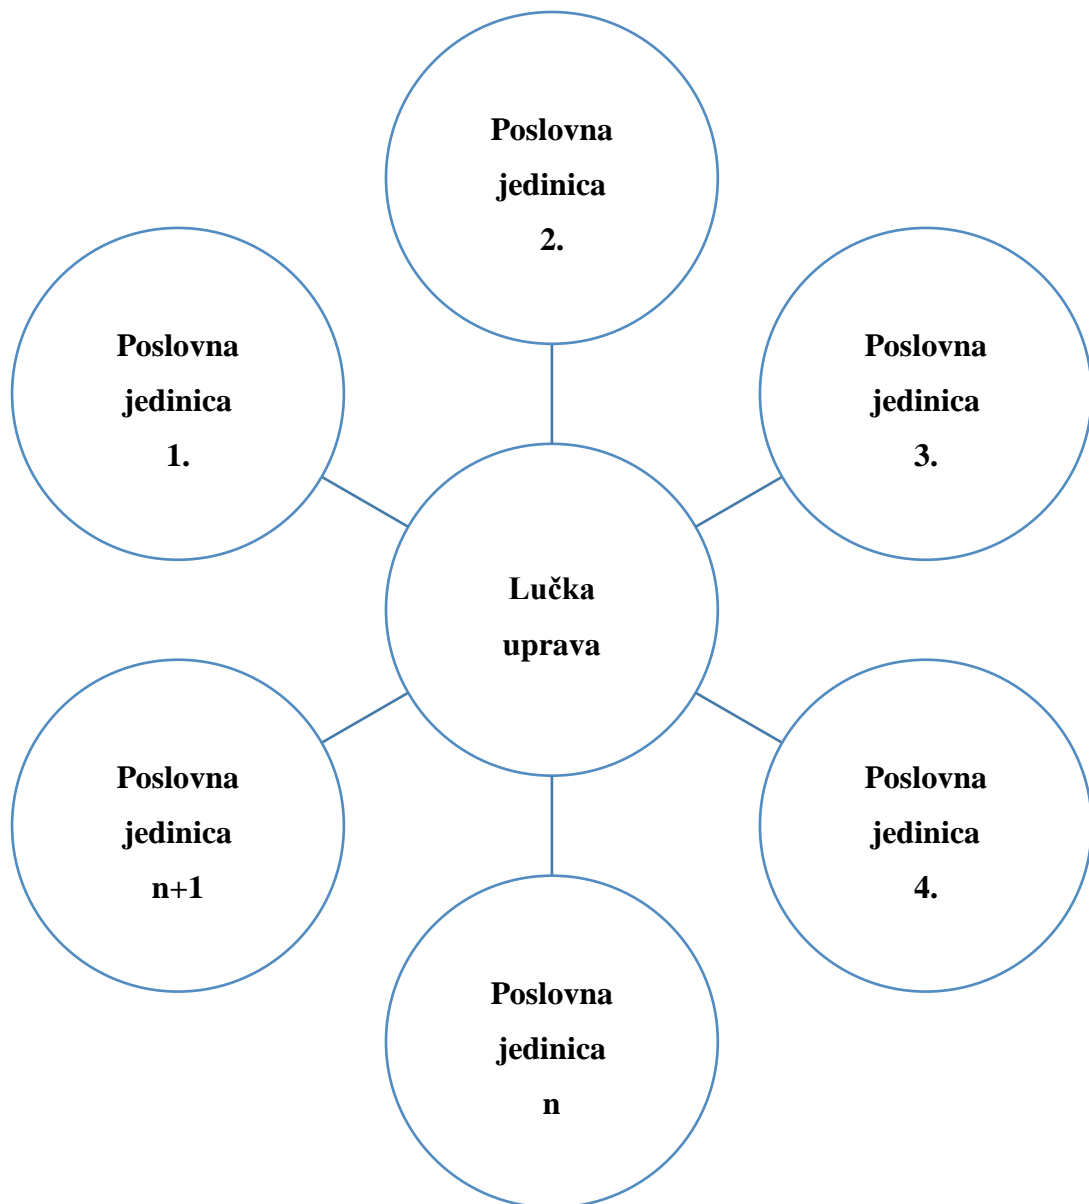 Poslovna
jedinica
2.
Poslovna
jedinica
1.
Poslovna
jedinica
3.
Lučka
uprava
Poslovna
jedinica
n+1
Poslovna
jedinica
4.
Poslovna
jedinica
n